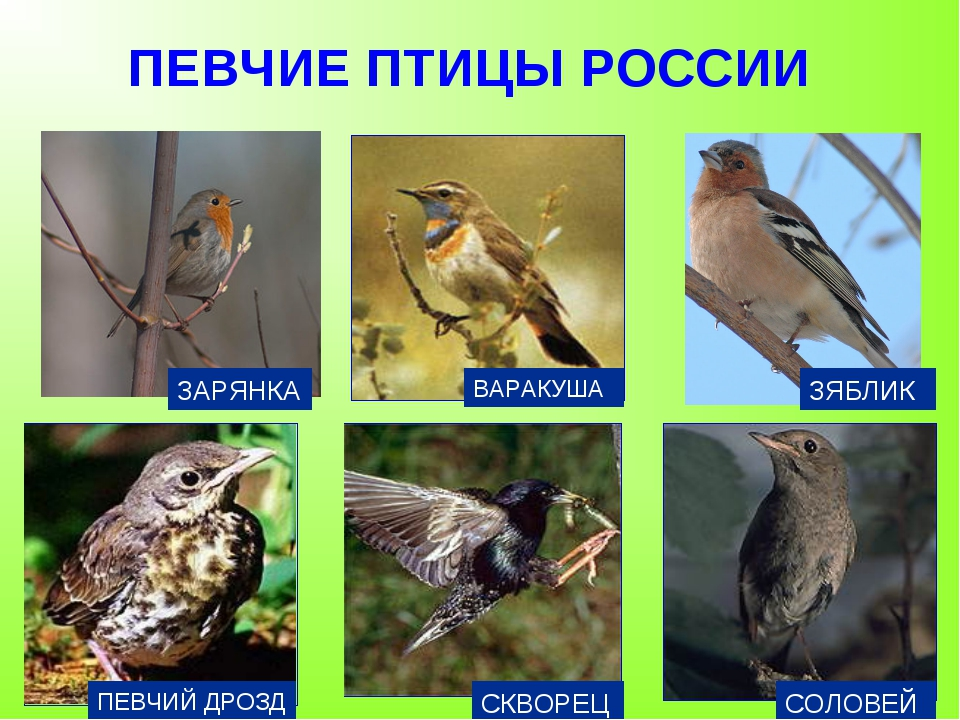 ПЕВЧИЕ ПТИЦЫ РОССИИ
ЗАРЯНКА
ВАРАКУША
ЗЯБЛИК
ПЕВЧИЙ ДРОЗД
СКВОРЕЦ
СОЛОВЕЙ